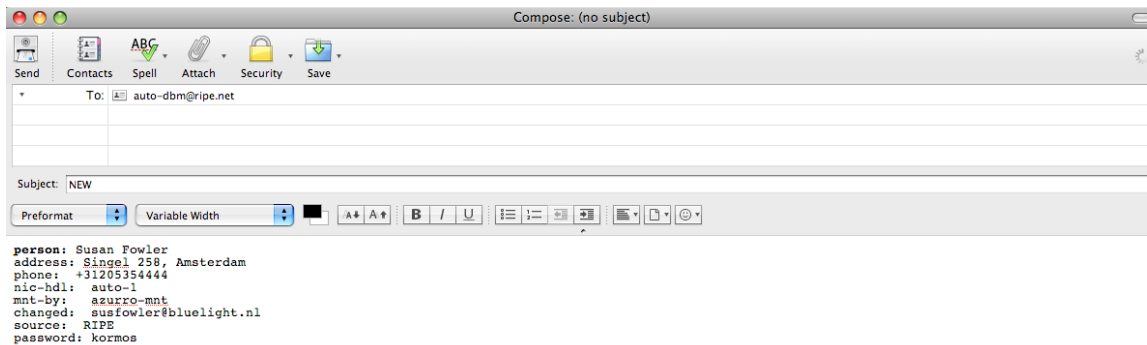 Compose: (no subject)
Send Contacts Spell Attach Security Save
To: auto-dbm@ripe.net
Subject: NEW
Preformat Variable Width A A B I U
person: Susan Fowler
address: Singel 258, Amsterdam
phone: +31205354444
nic-hdl: auto-1
mnt-by: azurro-mnt
changed: susfowler@bluelight.nl
source: RIPE
password: kormos